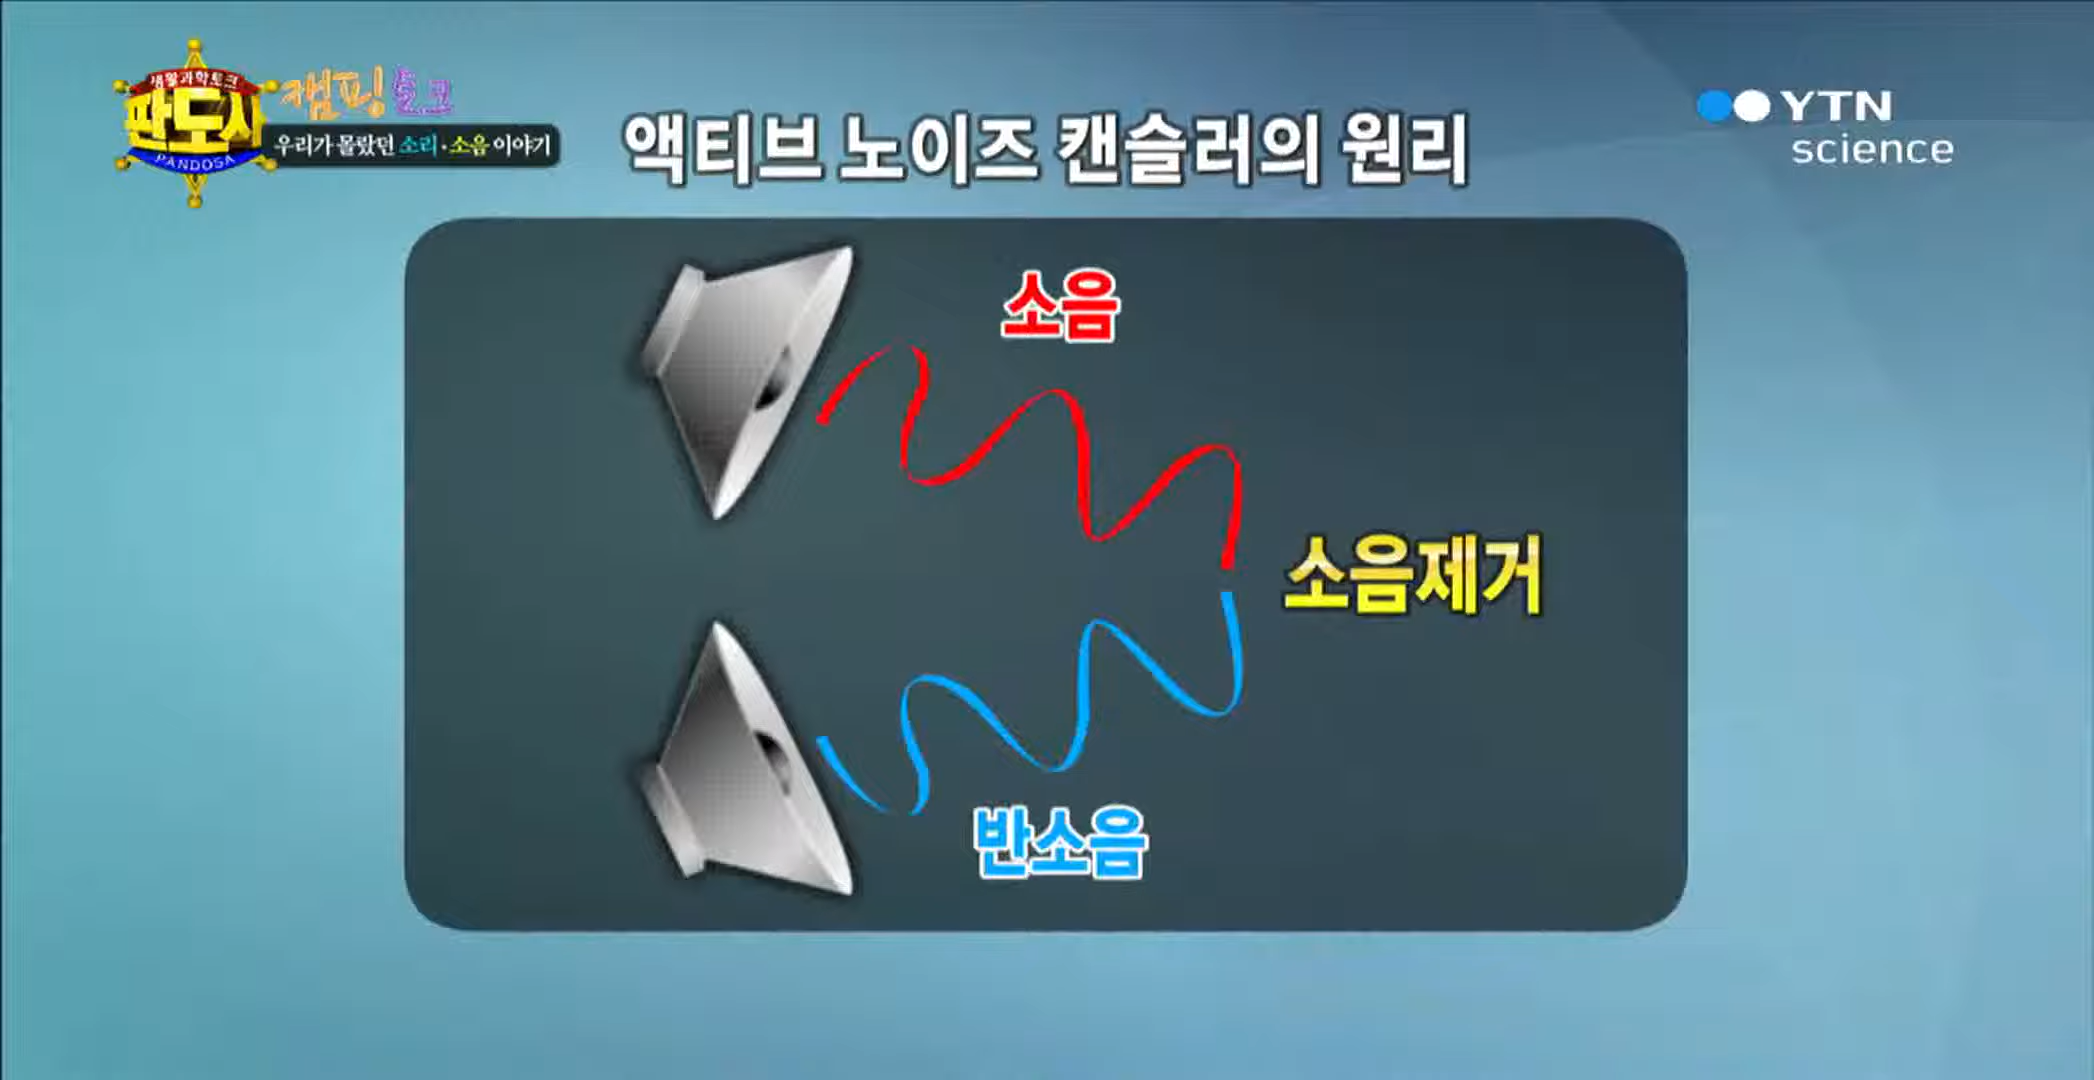 생활과학토크
판도사
PANDOSA
캠핑토크
우리가 몰랐던 소리·소음 이야기
액티브 노이즈 캔슬러의 원리
YTN
science
소음
소음제거
반소음